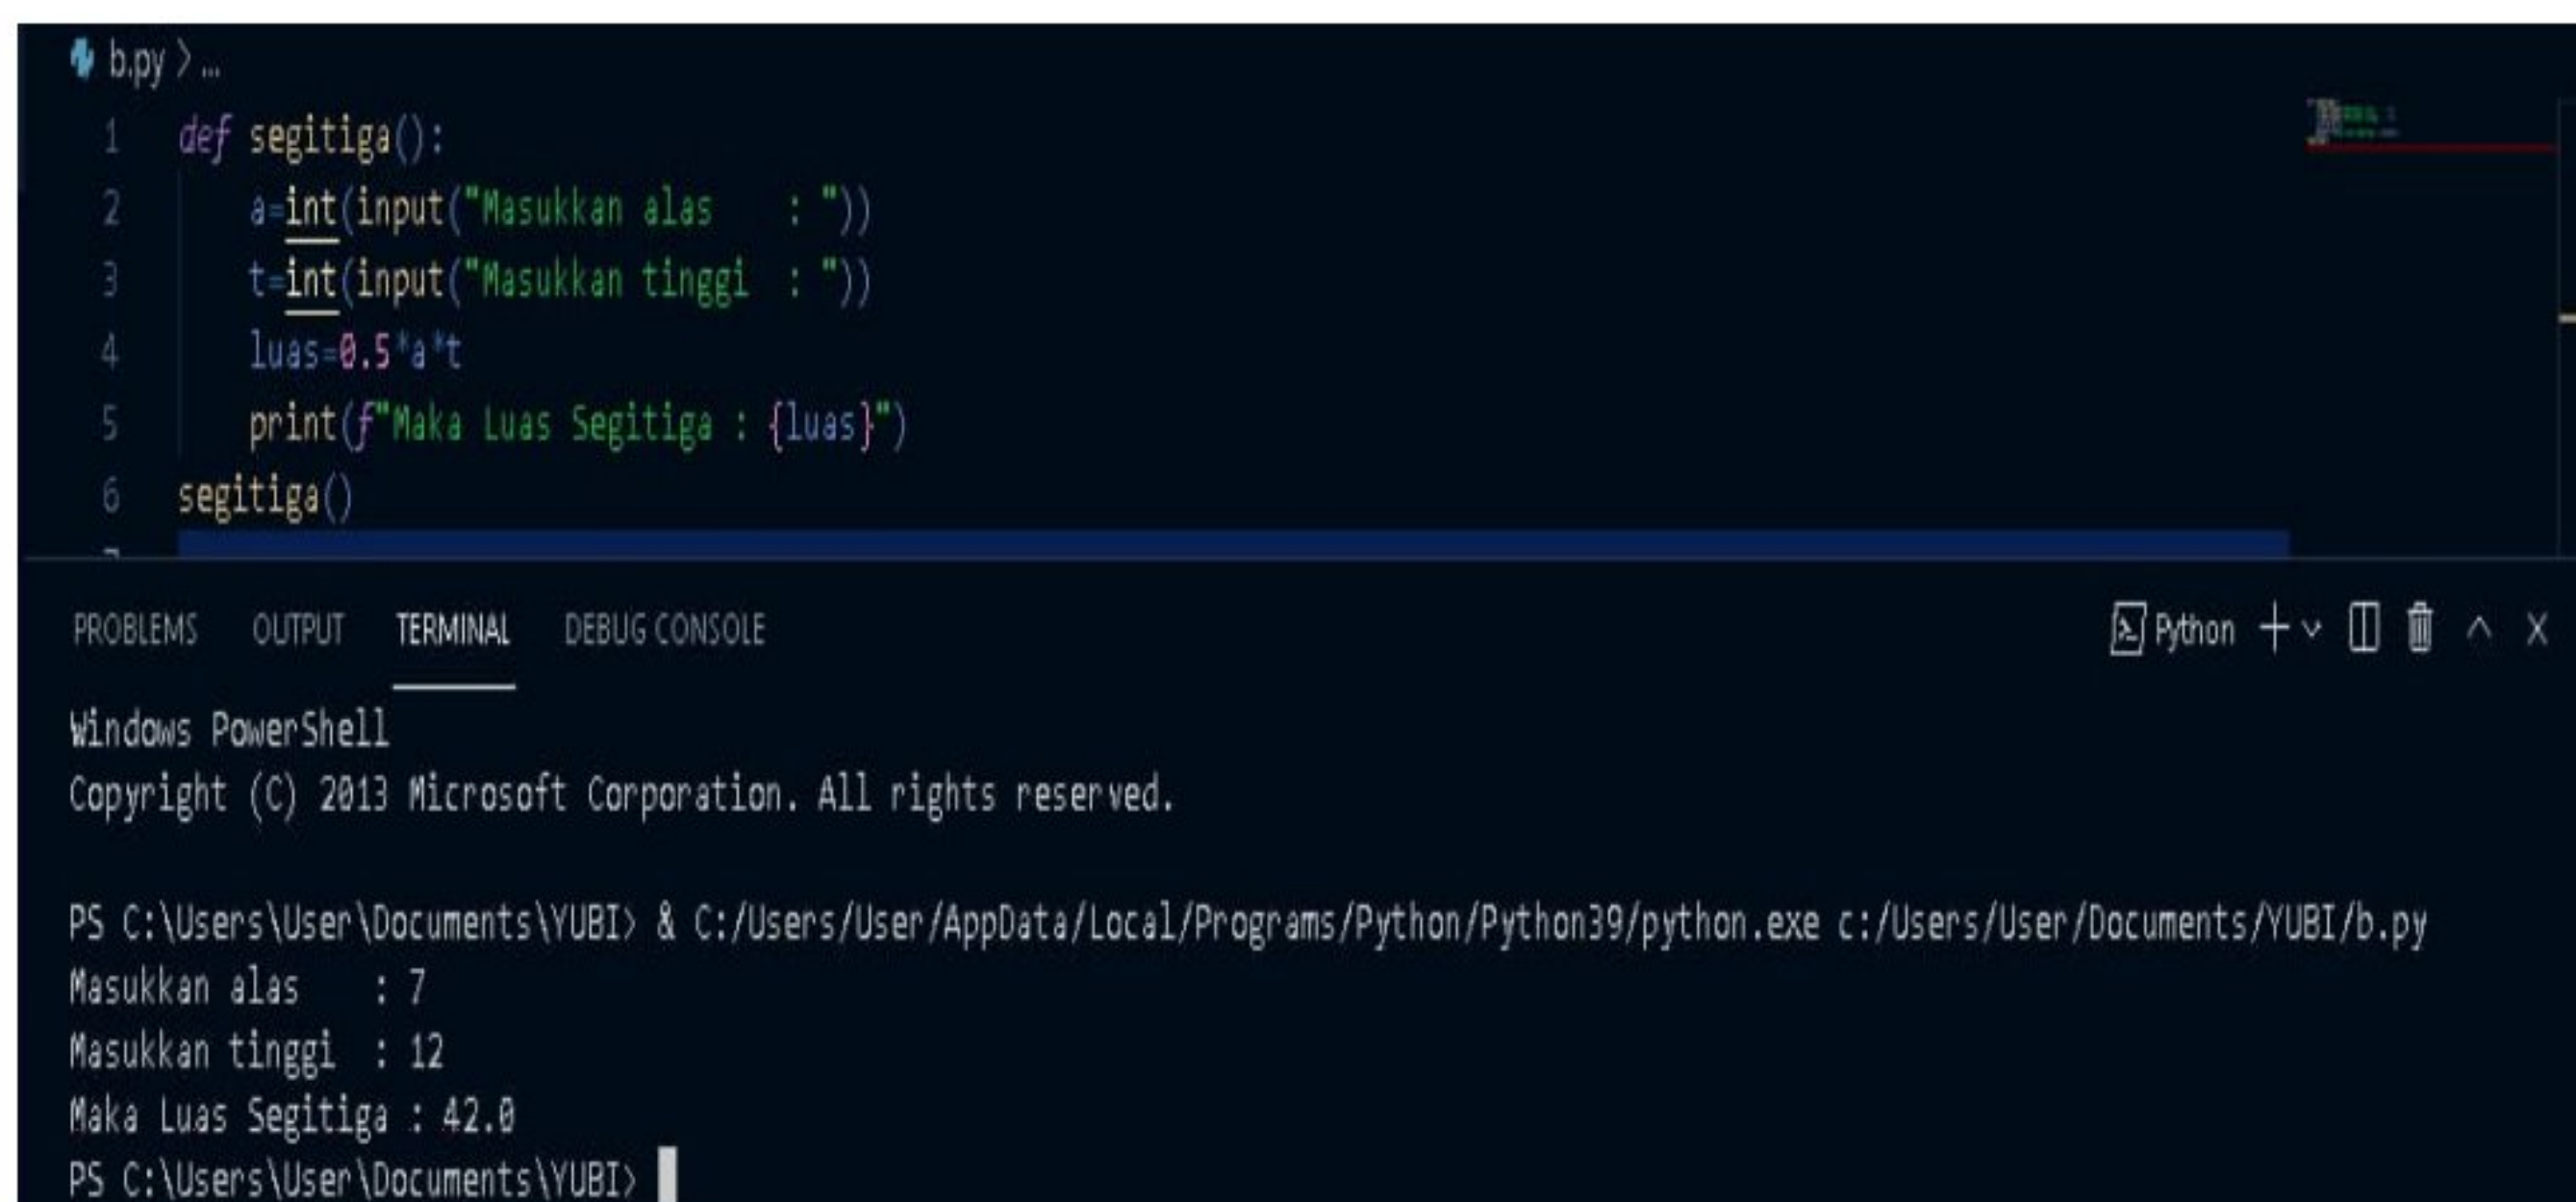 b.py > ...
1 def segitiga():
2     a=int(input("Masukkan alas    : "))
3     t=int(input("Masukkan tinggi  : "))
4     luas=0.5*a*t
5     print(f"Maka Luas Segitiga : {luas}")
6 segitiga()
PROBLEMS OUTPUT TERMINAL DEBUG CONSOLE Python
Windows PowerShell
Copyright (C) 2013 Microsoft Corporation. All rights reserved.
PS C:\Users\User\Documents\YUBI> & C:/Users/User/AppData/Local/Programs/Python/Python39/python.exe c:/Users/User/Documents/YUBI/b.py
Masukkan alas    : 7
Masukkan tinggi  : 12
Maka Luas Segitiga : 42.0
PS C:\Users\User\Documents\YUBI>